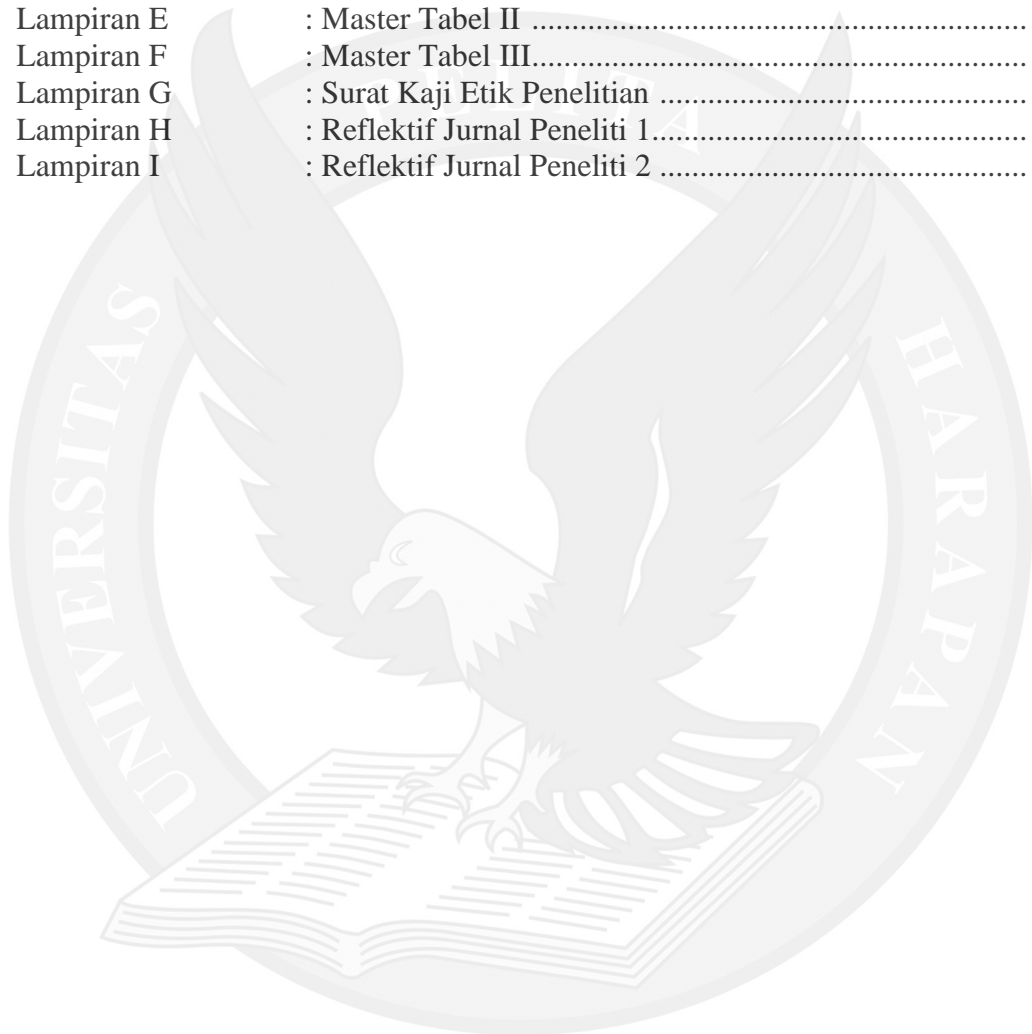 Lampiran E : Master Tabel II ............................................................................
Lampiran F : Master Tabel III............................................................................
Lampiran G : Surat Kaji Etik Penelitian ........................................................
Lampiran H : Reflektif Jurnal Peneliti 1.........................................................
Lampiran I : Reflektif Jurnal Peneliti 2 ........................................................
UNIVERSITAS PELITA HARAPAN